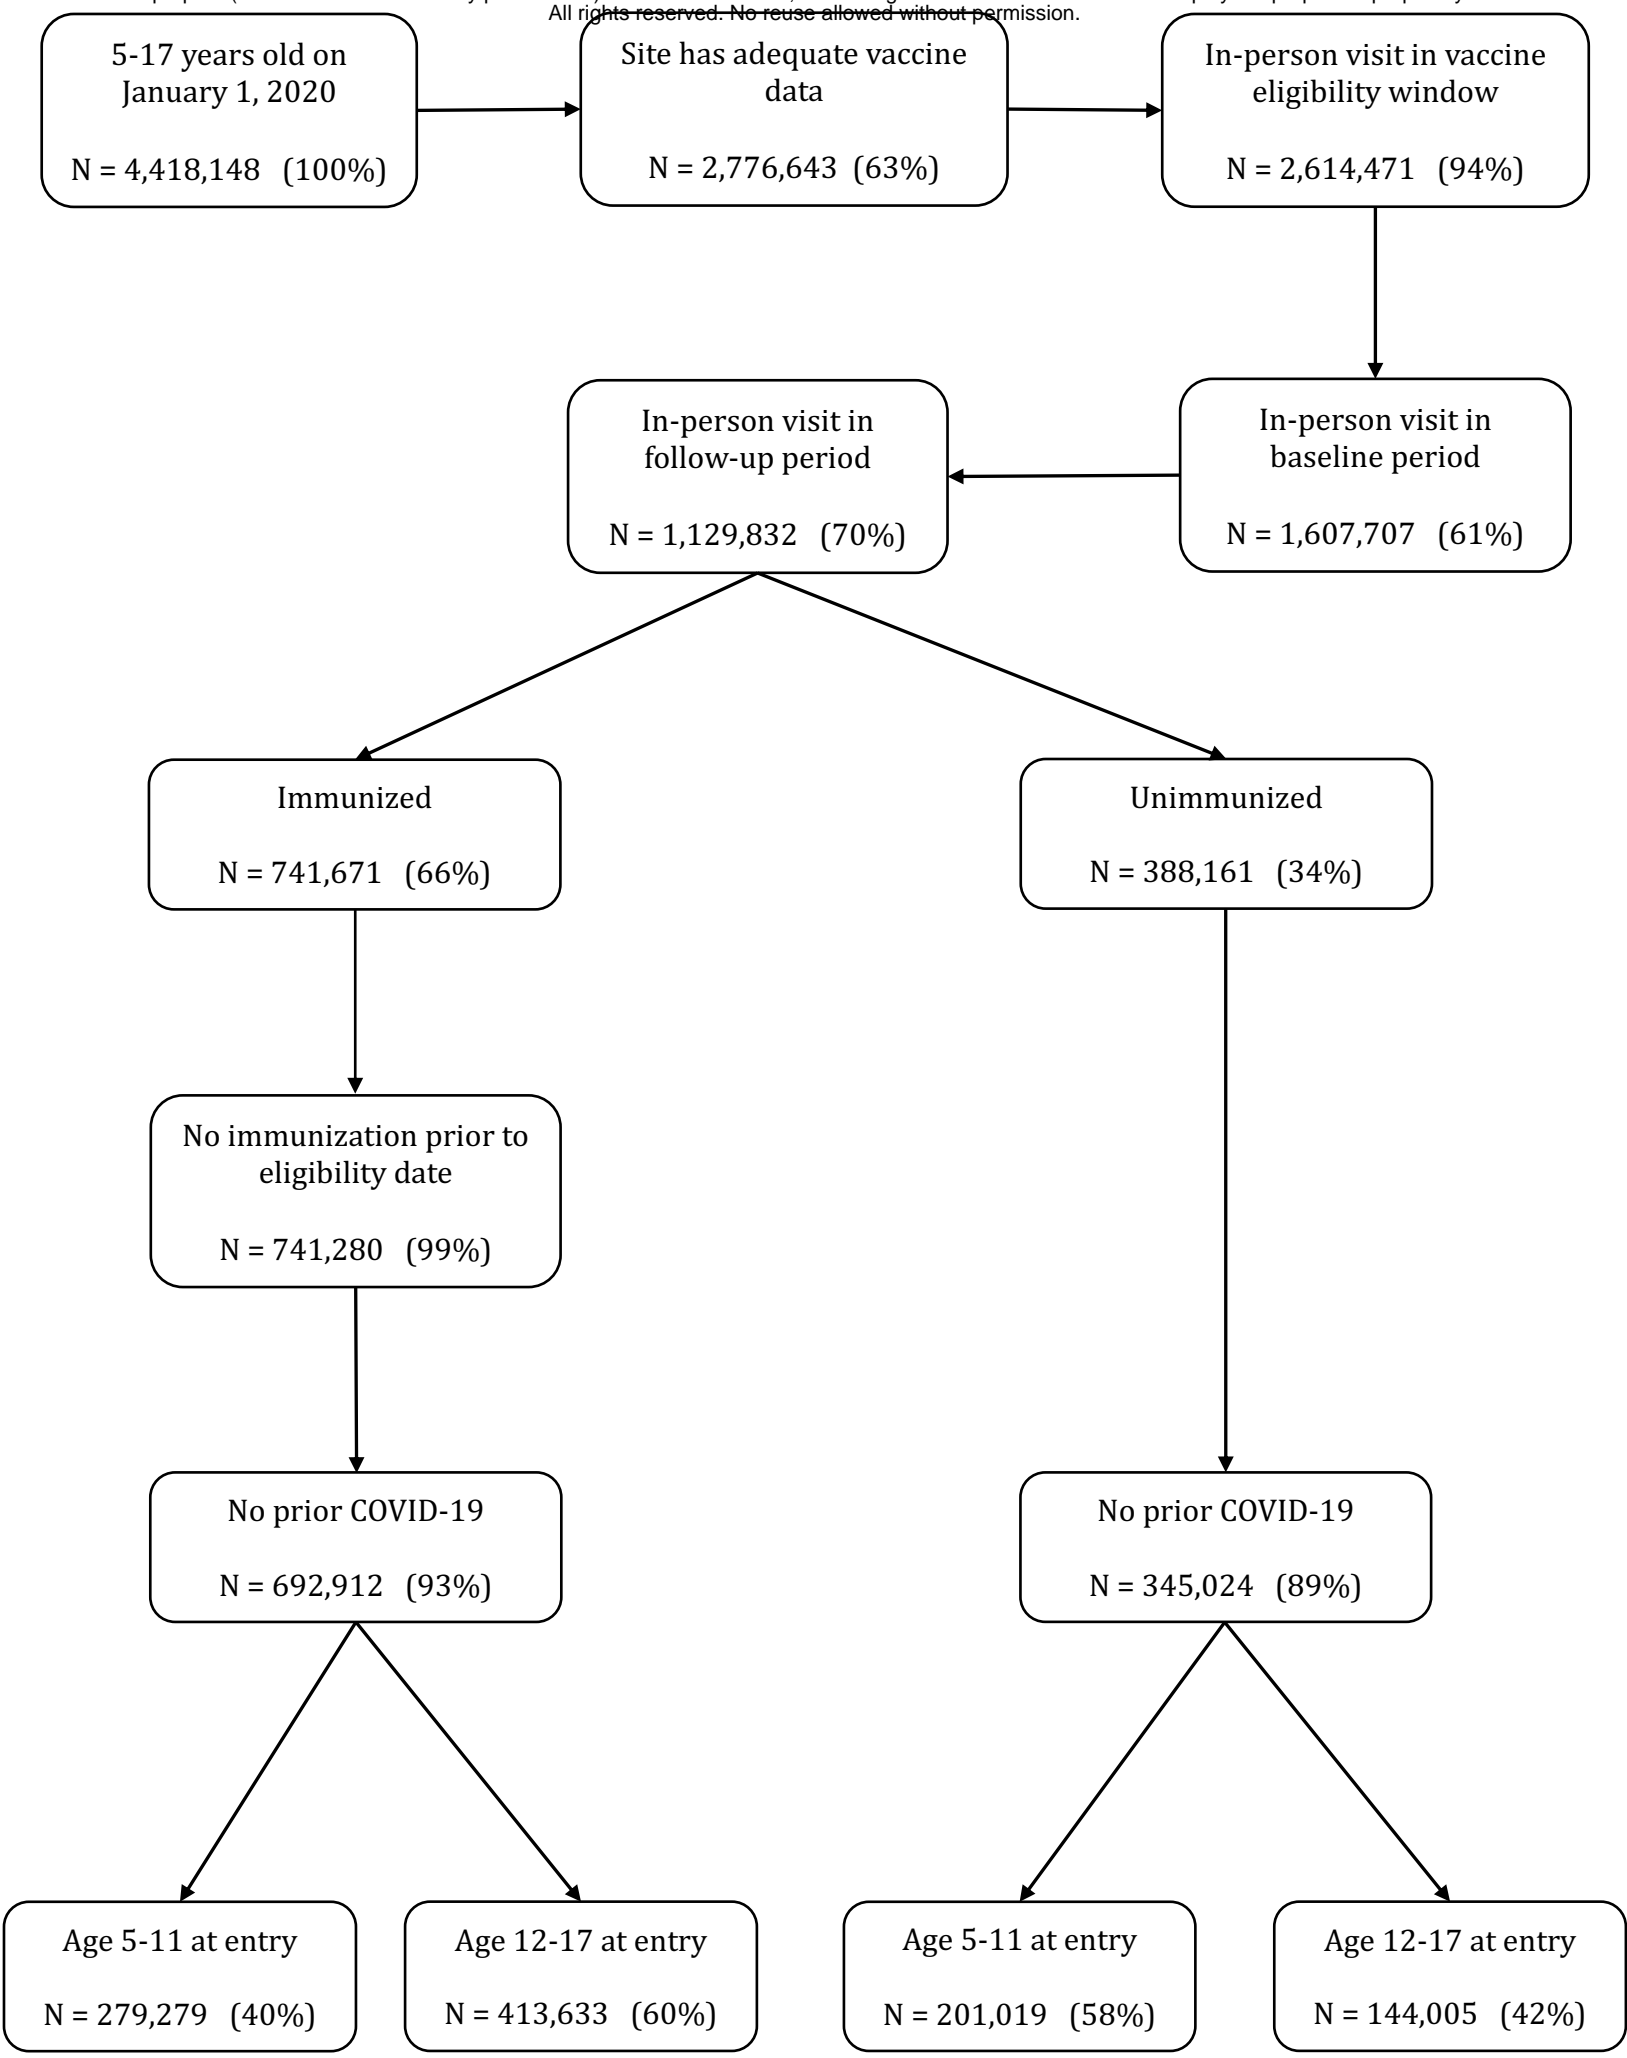 All rights reserved. No reuse allowed without permission.
5-17 years old on
January 1, 2020
N = 4,418,148 (100%)
Site has adequate vaccine
data
N = 2,776,643 (63%)
In-person visit in vaccine
eligibility window
N = 2,614,471 (94%)
In-person visit in
follow-up period
N = 1,129,832 (70%)
In-person visit in
baseline period
N = 1,607,707 (61%)
Immunized
N = 741,671 (66%)
Unimmunized
N = 388,161 (34%)
No immunization prior to
eligibility date
N = 741,280 (99%)
No prior COVID-19
N = 692,912 (93%)
No prior COVID-19
N = 345,024 (89%)
Age 5-11 at entry
N = 279,279 (40%)
Age 12-17 at entry
N = 413,633 (60%)
Age 5-11 at entry
N = 201,019 (58%)
Age 12-17 at entry
N = 144,005 (42%)